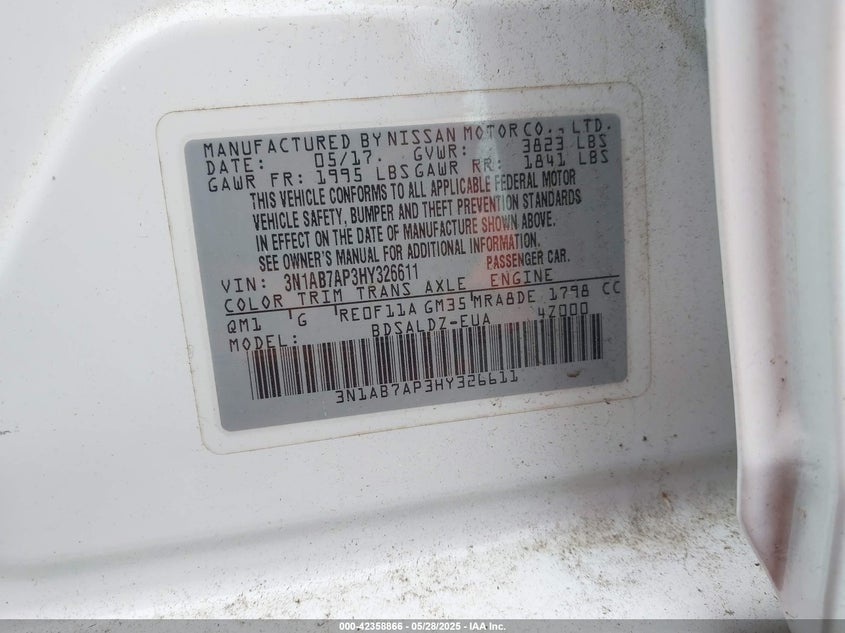 MANUFACTURED BY NISSAN MOTOR CO., LTD.
DATE: 05/17. GVWR: 3823 LBS
GAWR FR: 1995 LBS GAWR RR: 1841 LBS
THIS VEHICLE CONFORMS TO ALL APPLICABLE FEDERAL MOTOR
VEHICLE SAFETY, BUMPER AND THEFT PREVENTION STANDARDS
IN EFFECT ON THE DATE OF MANUFACTURE SHOWN ABOVE.
SEE OWNER'S MANUAL FOR ADDITIONAL INFORMATION.
VIN: 3N1AB7AP3HY326611 PASSENGER CAR.
COLOR TRIM TRANS AXLE ENGINE
QM1 G RE0F11A GM35 MRA8DE 1798 CC
MODEL: BDSALDZ-EUA 4Z000
3N1AB7AP3HY326611
000-42358866 - 05/28/2025 - IAA Inc.